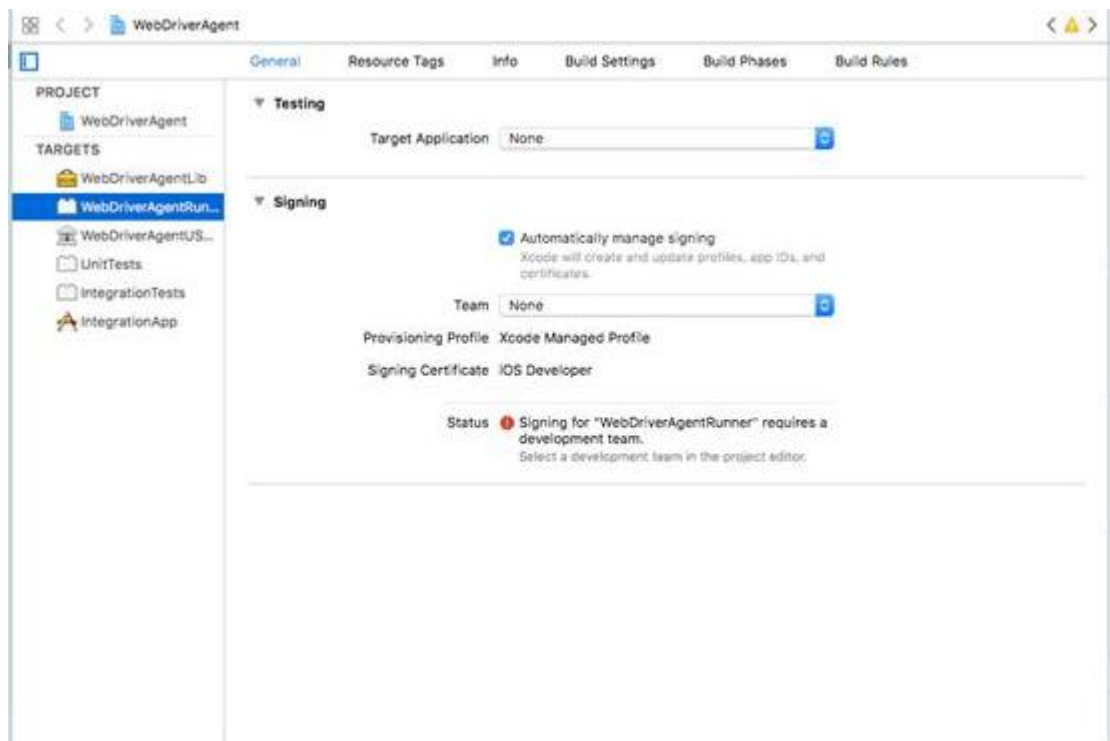 WebDriverAgent
General Resource Tags Info Build Settings Build Phases Build Rules
PROJECT
WebDriverAgent
TARGETS
WebDriverAgentLib
WebDriverAgentRun...
WebDriverAgentUS...
UnitTests
IntegrationTests
IntegrationApp
Testing
Target Application None
Signing
Automatically manage signing
Xcode will create and update profiles, app IDs, and
certificates.
Team None
Provisioning Profile Xcode Managed Profile
Signing Certificate iOS Developer
Status Signing for "WebDriverAgentRunner" requires a
development team.
Select a development team in the project editor.